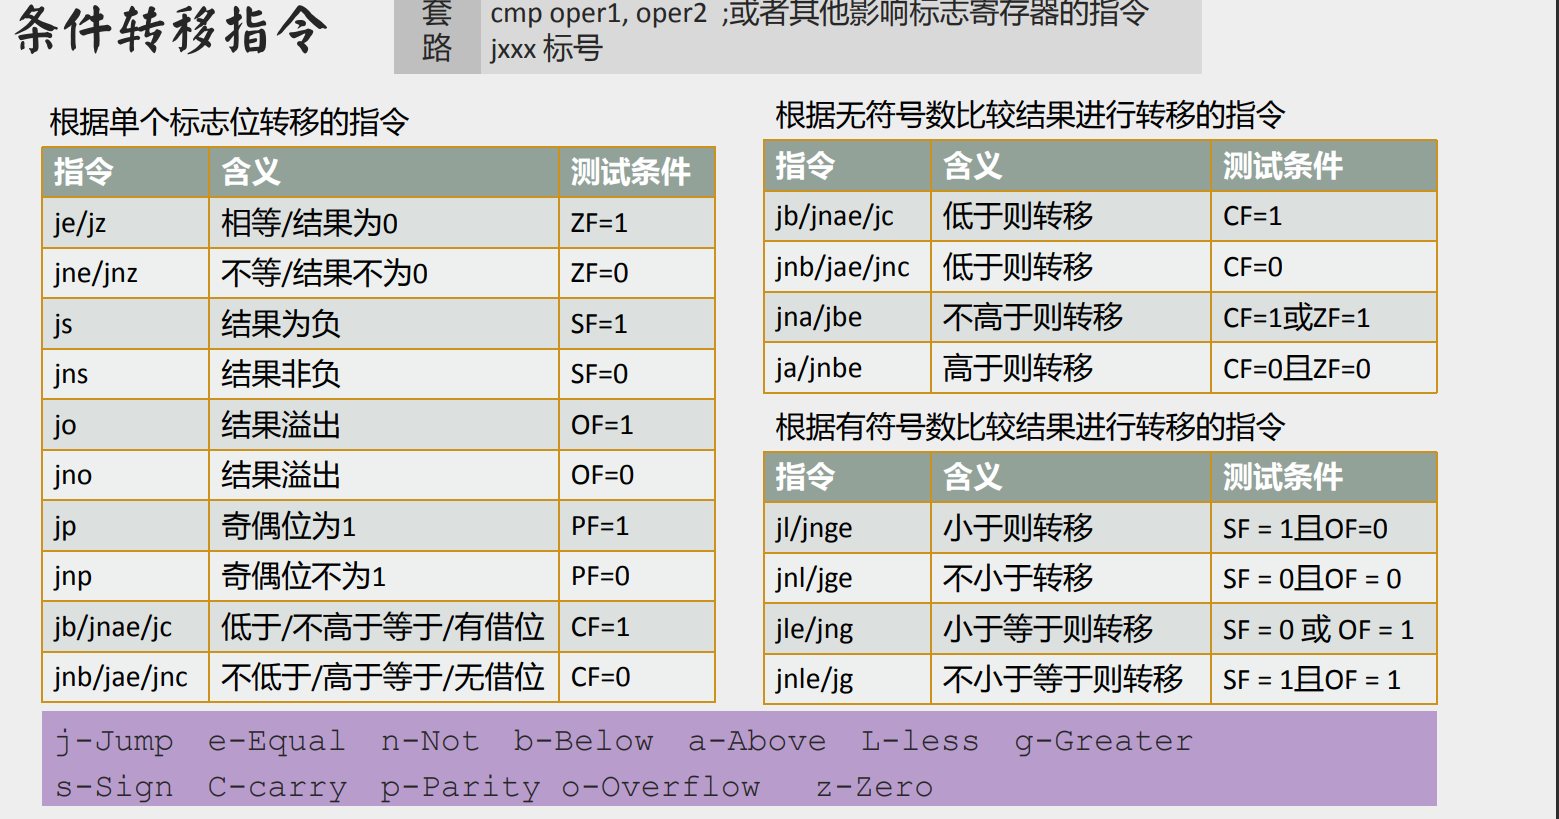 条件转移指令
套路
cmp oper1, oper2 ;或者其他影响标志寄存器的指令
jxxx 标号
根据单个标志位转移的指令
指令 含义 测试条件
je/jz 相等/结果为0 ZF=1
jne/jnz 不等/结果不为0 ZF=0
js 结果为负 SF=1
jns 结果非负 SF=0
jo 结果溢出 OF=1
jno 结果溢出 OF=0
jp 奇偶位为1 PF=1
jnp 奇偶位不为1 PF=0
jb/jnae/jc 低于/不高于等于/有借位 CF=1
jnb/jae/jnc 不低于/高于等于/无借位 CF=0
根据无符号数比较结果进行转移的指令
指令 含义 测试条件
jb/jnae/jc 低于则转移 CF=1
jnb/jae/jnc 低于则转移 CF=0
jna/jbe 不高于则转移 CF=1或ZF=1
ja/jnbe 高于则转移 CF=0且ZF=0
根据有符号数比较结果进行转移的指令
指令 含义 测试条件
jl/jnge 小于则转移 SF = 1且OF=0
jnl/jge 不小于转移 SF = 0且OF = 0
jle/jng 小于等于则转移 SF = 0 或 OF = 1
jnle/jg 不小于等于则转移 SF = 1且OF = 1
j-Jump e-Equal n-Not b-Below a-Above L-less g-Greater
s-Sign C-carry p-Parity o-Overflow z-Zero